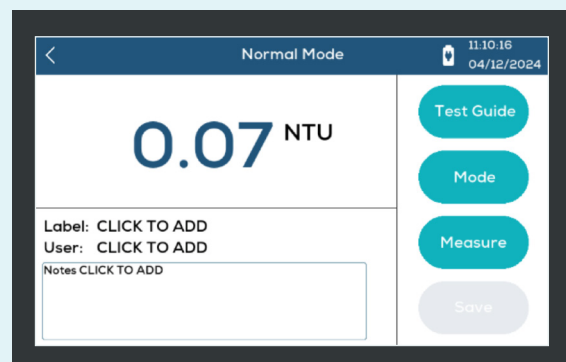 Normal Mode
11:10:16
04/12/2024
0.07 NTU
Label: CLICK TO ADD
User: CLICK TO ADD
Notes CLICK TO ADD
Test Guide
Mode
Measure
Save